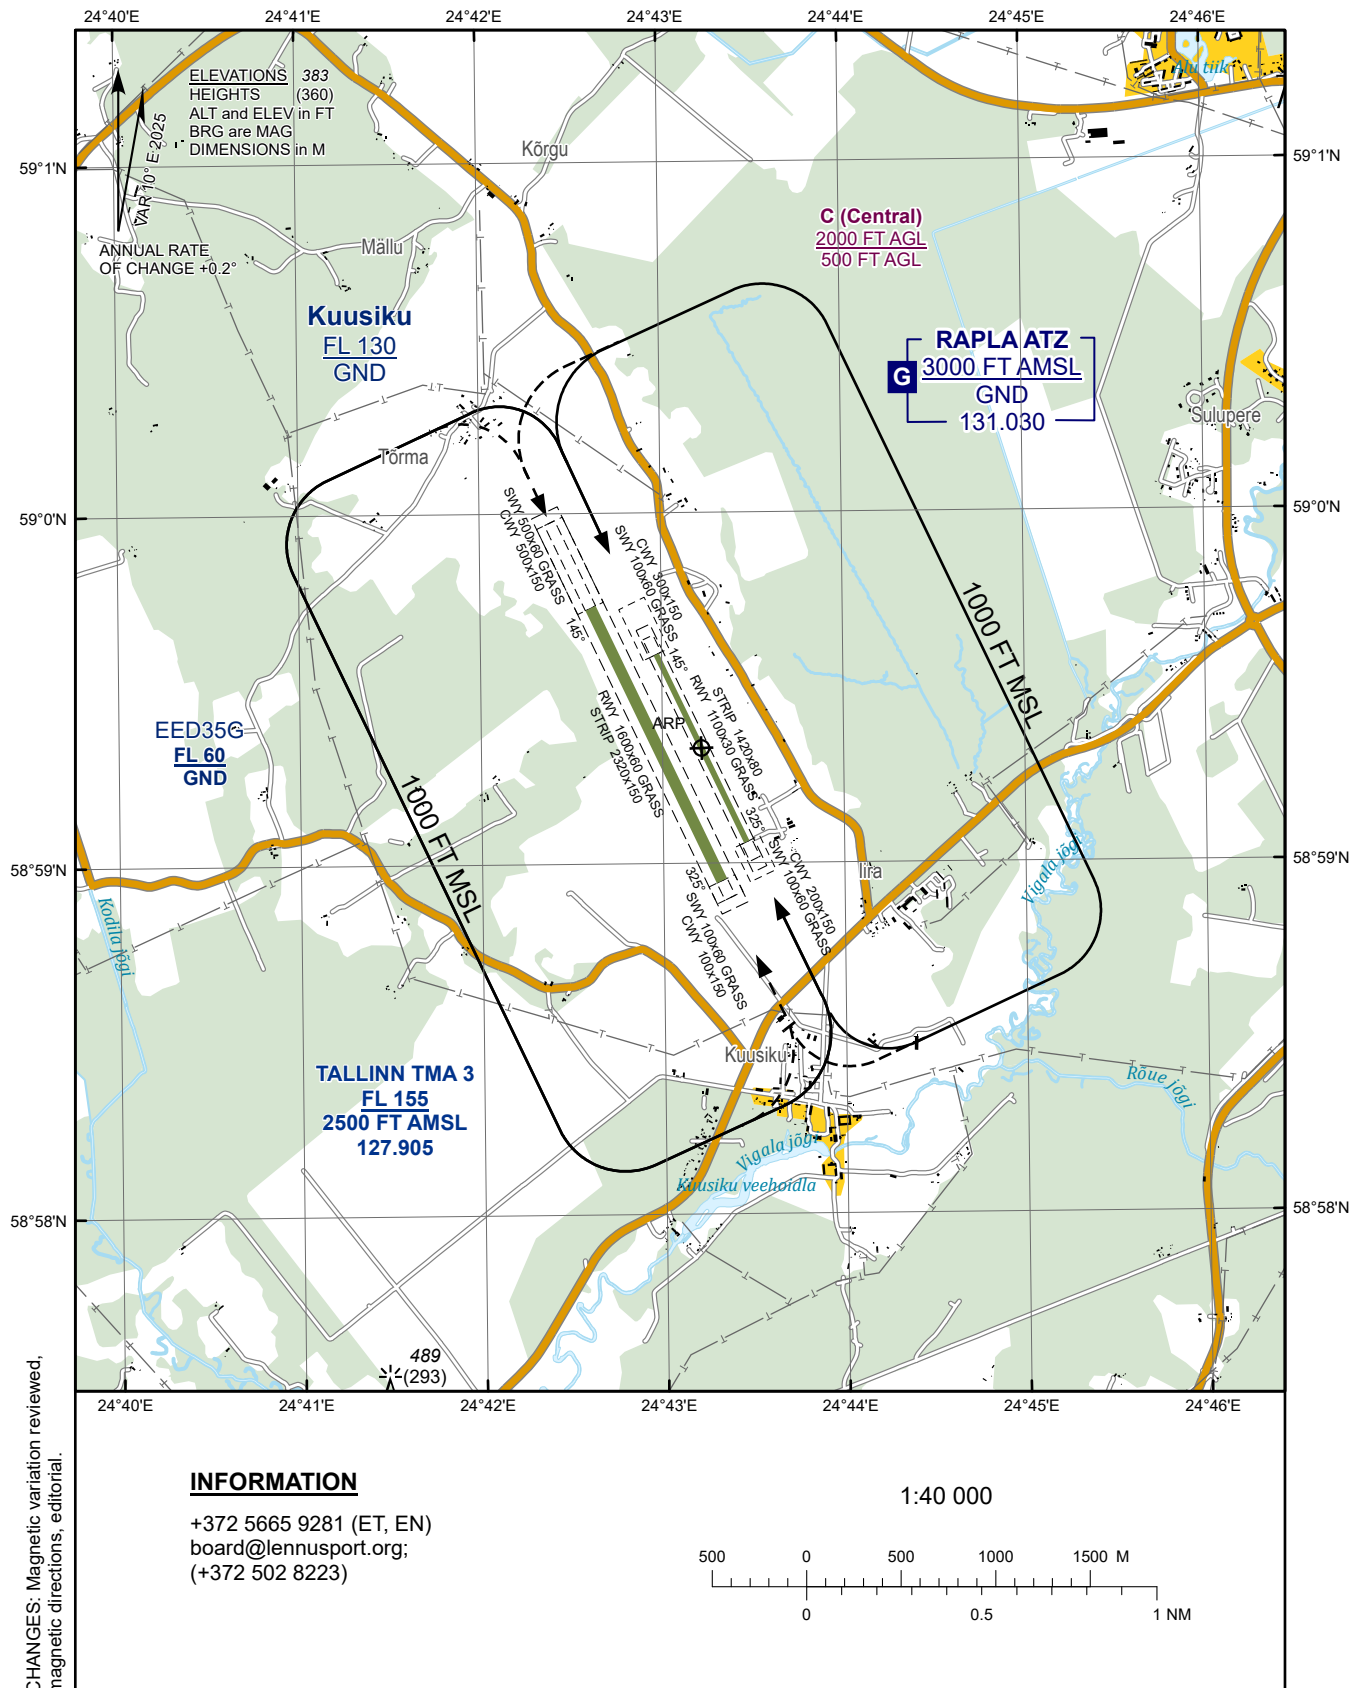 24°40'E
24°41'E
24°42'E
24°43'E
24°44'E
24°45'E
24°46'E
Alu tiik
ELEVATIONS 383
HEIGHTS (360)
ALT and ELEV in FT
BRG are MAG
DIMENSIONS in M
VAR 10° E 2025
ANNUAL RATE
OF CHANGE +0.2°
Kõrgu
59°1'N
59°1'N
Mällu
C (Central)
2000 FT AGL
500 FT AGL
Kuusiku
FL 130
GND
G
RAPLA ATZ
3000 FT AMSL
GND
131.030
Sulupere
Tõrma
59°0'N
59°0'N
SWY 500x60 GRASS
CWY 500x150
CWY 300x150
SWY 100x60 GRASS
145°
145°
1000 FT MSL
STRIP 1420x80
RWY 1100x30 GRASS
ARP
RWY 1600x60 GRASS
STRIP 2320x150
EED35G
FL 60
GND
1000 FT MSL
325°
325°
CWY 200x150
SWY 100x60 GRASS
SWY 100x60 GRASS
CWY 100x150
Iira
58°59'N
58°59'N
Vigala jõgi
Kodila jõgi
Kuusiku
TALLINN TMA 3
FL 155
2500 FT AMSL
127.905
Rõue jõgi
Vigala jõgi
Kuusiku veehoidla
58°58'N
58°58'N
489
(293)
24°40'E
24°41'E
24°42'E
24°43'E
24°44'E
24°45'E
24°46'E
CHANGES: Magnetic variation reviewed,
magnetic directions, editorial.
INFORMATION
+372 5665 9281 (ET, EN)
board@lennusport.org;
(+372 502 8223)
1:40 000
500 0 500 1000 1500 M
0 0.5 1 NM